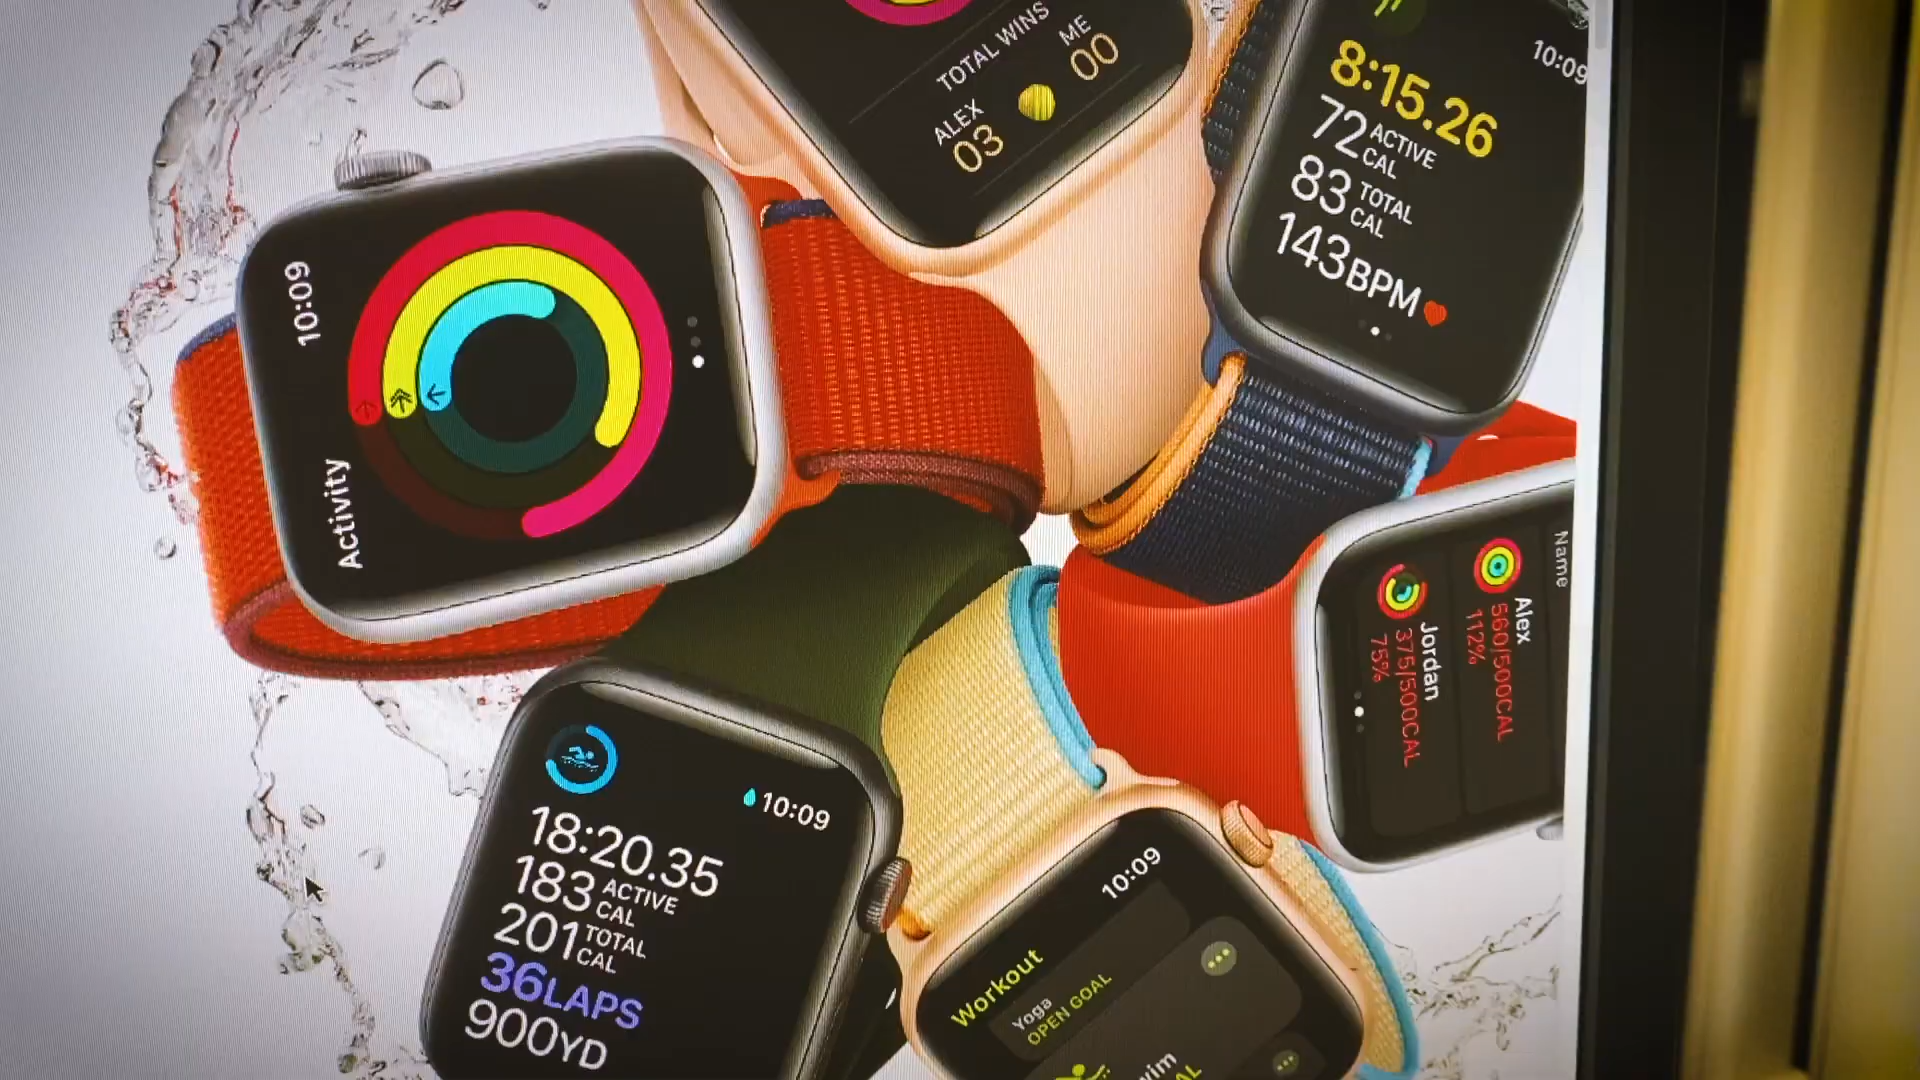 TOTAL WINS
ALEX
03
ME
00
10:09
8:15.26
72 ACTIVE CAL
83 TOTAL CAL
143BPM
10:09
Activity
Name
Alex
560/500CAL
112%
Jordan
375/500CAL
75%
10:09
18:20.35
183 ACTIVE CAL
201 TOTAL CAL
36LAPS
900YD
10:09
Workout
Yoga
OPEN GOAL